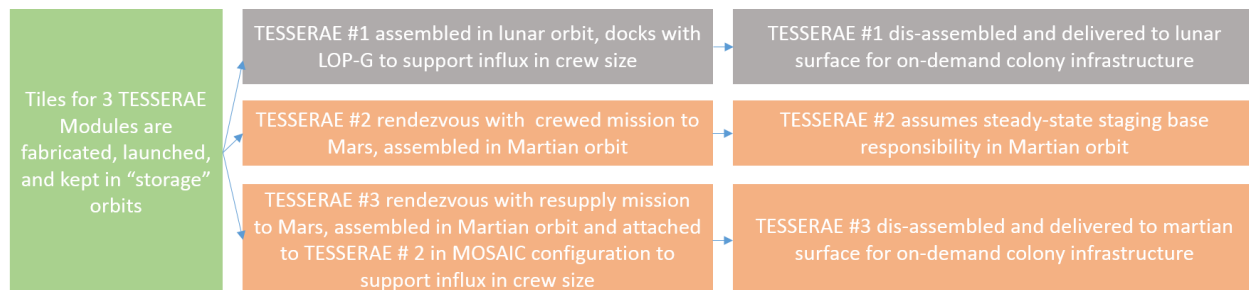 Tiles for 3 TESSERAE
Modules are
fabricated, launched,
and kept in “storage”
orbits
TESSERAE #1 assembled in lunar orbit, docks with
LOP-G to support influx in crew size
TESSERAE #1 dis-assembled and delivered to lunar
surface for on-demand colony infrastructure
TESSERAE #2 rendezvous with  crewed mission to
Mars, assembled in Martian orbit
TESSERAE #2 assumes steady-state staging base
responsibility in Martian orbit
TESSERAE #3 rendezvous with resupply mission
to Mars, assembled in Martian orbit and attached
to TESSERAE # 2 in MOSAIC configuration to
support influx in crew size
TESSERAE #3 dis-assembled and delivered to martian
surface for on-demand colony infrastructure